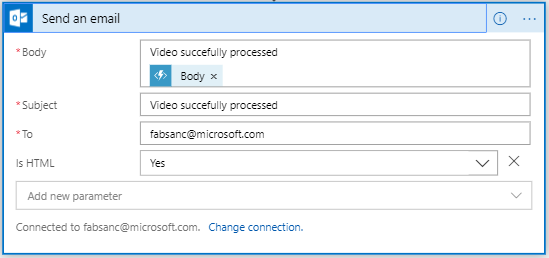 Send an email
*Body
Video succefully processed
Body ×
*Subject
Video succefully processed
*To
fabsanc@microsoft.com
Is HTML
Yes
Add new parameter
Connected to fabsanc@microsoft.com. Change connection.